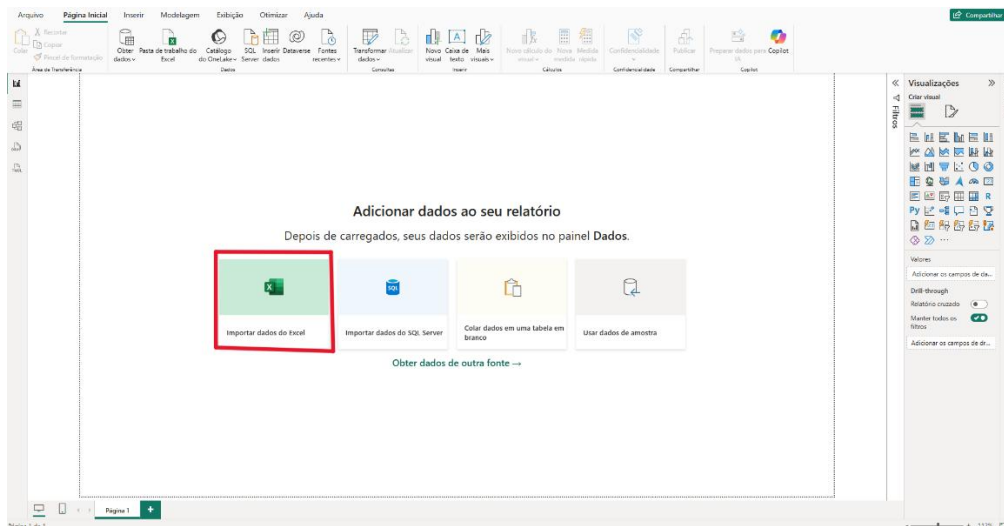 Arquivo Página Inicial Inserir Modelagem Exibição Otimizar Ajuda
Compartilhar
Colar
Recortar
Copiar
Pincel de formatação
Área de Transferência
Obter dados
Pasta de trabalho do Excel
Catálogo do OneLake
SQL Server
Inserir dados
Dataverse
Fontes recentes
Dados
Transformar dados
Atualizar
Consultas
Novo visual
Caixa de texto
Mais visuais
Inserir
Novo cálculo do visual
Nova medida
Medida rápida
Cálculos
Confidencialidade
Confidencialidade
Publicar
Compartilhar
Preparar dados para IA
Copilot
Copilot
Filtros
Visualizações
Criar visual
Adicionar dados ao seu relatório
Depois de carregados, seus dados serão exibidos no painel Dados.
SQL
Importar dados do Excel
Importar dados do SQL Server
Colar dados em uma tabela em branco
Usar dados de amostra
Obter dados de outra fonte →
R
Py
Valores
Adicionar os campos de da...
Drill-through
Relatório cruzado
Manter todos os filtros
Adicionar os campos de dr...
Página 1